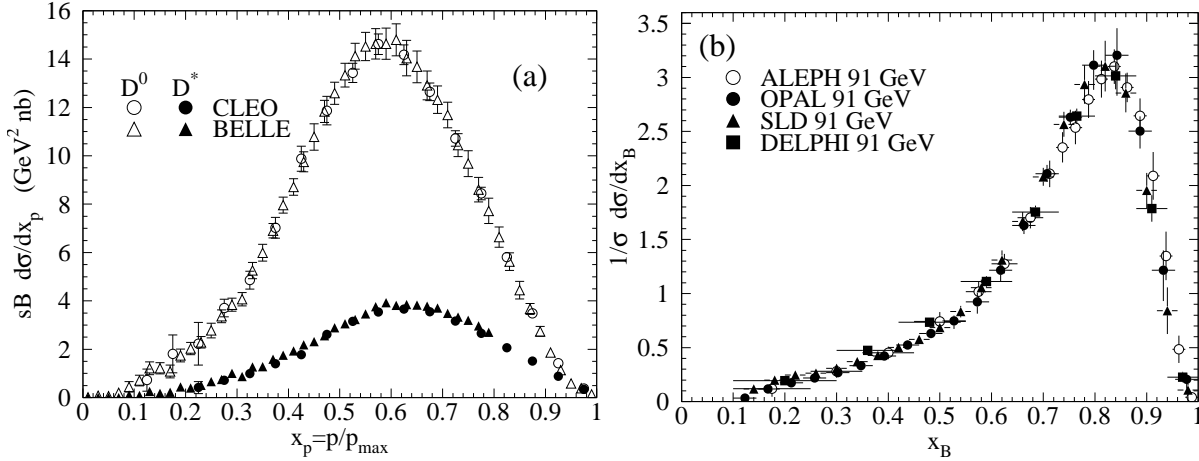 16
14
12
10
8
6
4
2
0
sB dσ/dx_p (GeV² nb)
(a)
D⁰ D*
CLEO
BELLE
0 0.1 0.2 0.3 0.4 0.5 0.6 0.7 0.8 0.9 1
x_p=p/p_max
3.5
3
2.5
2
1.5
1
0.5
0
1/σ dσ/dx_B
(b)
ALEPH 91 GeV
OPAL 91 GeV
SLD 91 GeV
DELPHI 91 GeV
0 0.1 0.2 0.3 0.4 0.5 0.6 0.7 0.8 0.9 1
x_B